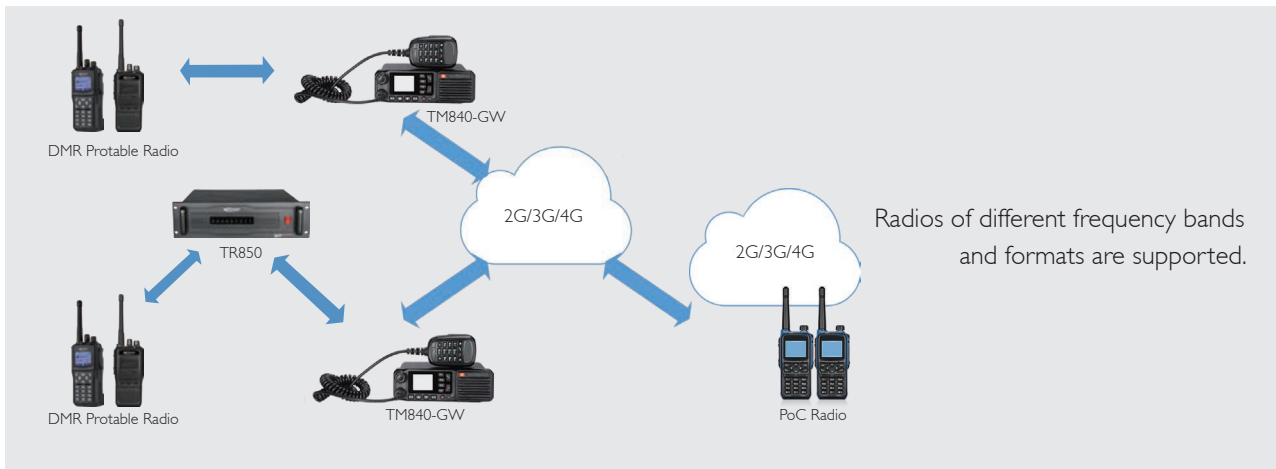 TM840-GW
DMR Protable Radio
2G/3G/4G
Radios of different frequency bands
and formats are supported.
TR850
2G/3G/4G
DMR Protable Radio
TM840-GW
PoC Radio